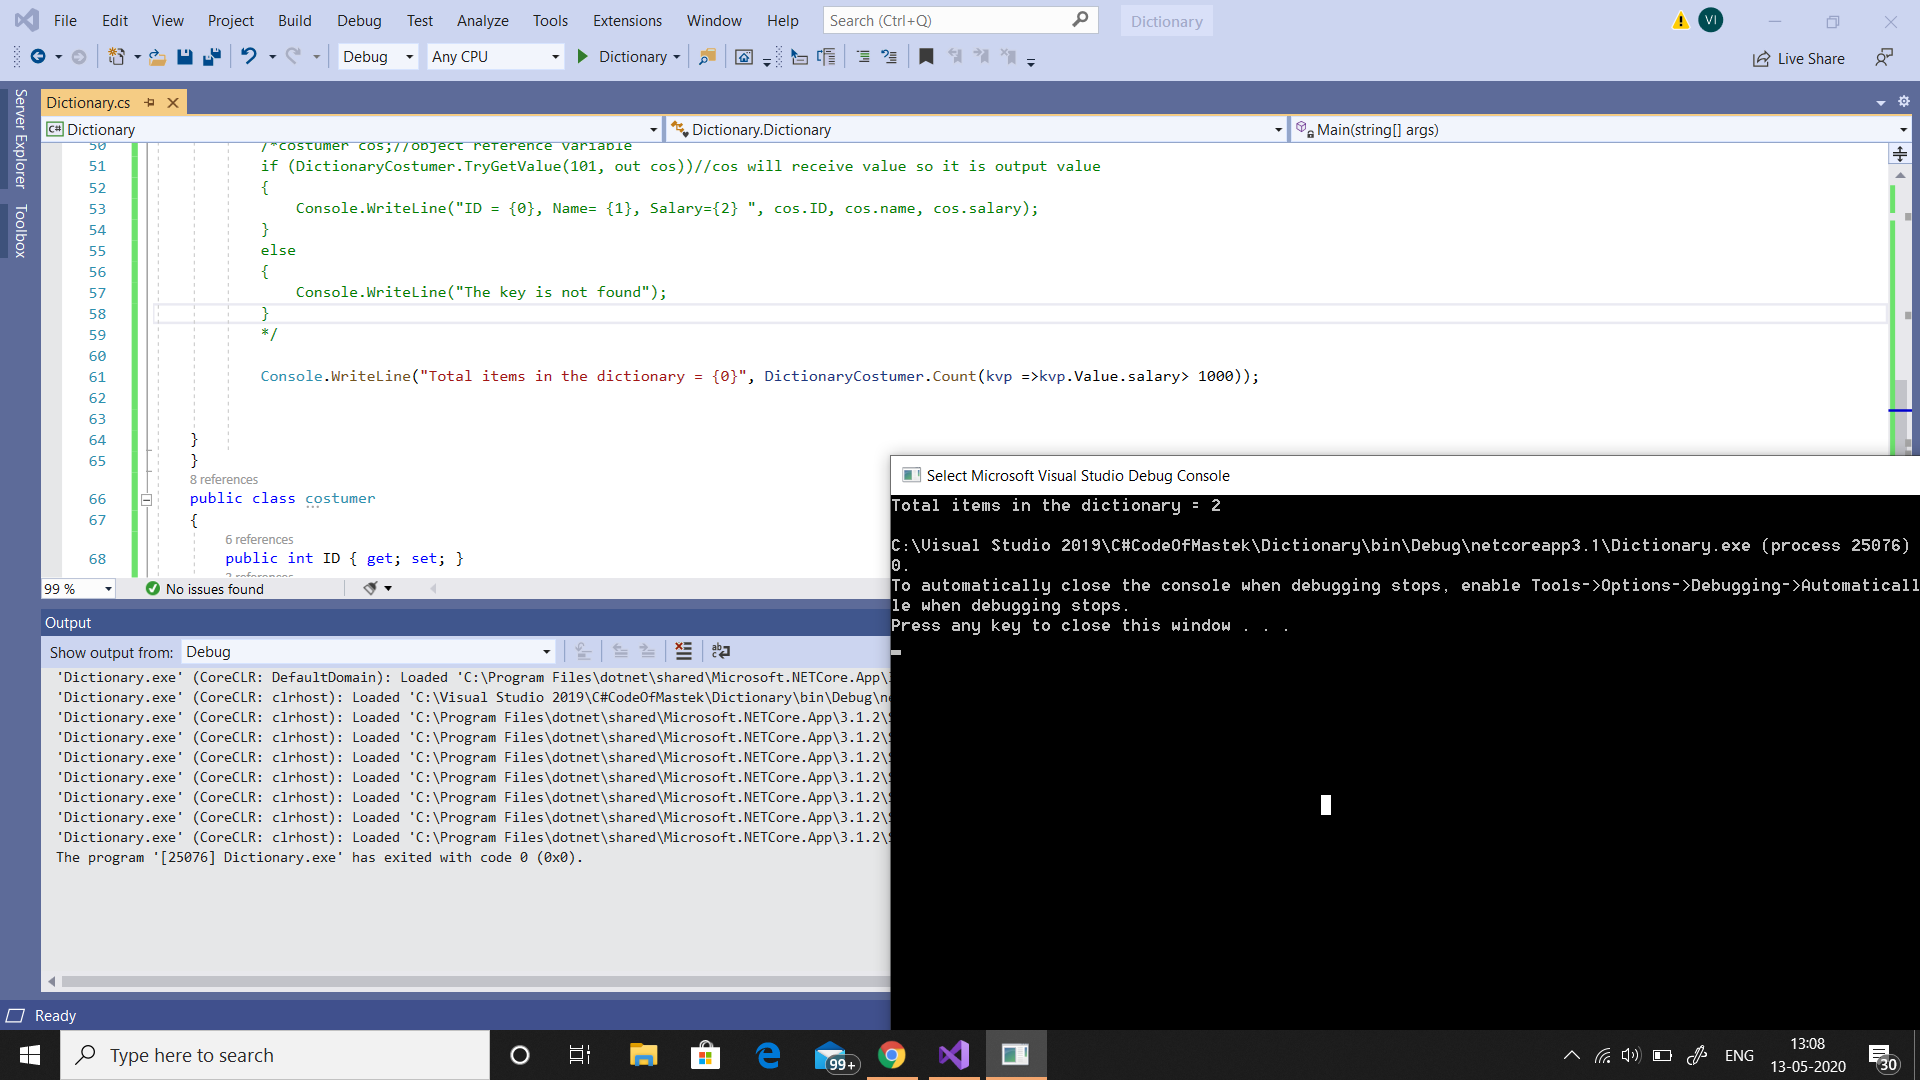 File Edit View Project Build Debug Test Analyze Tools Extensions Window Help Search (Ctrl+Q) Dictionary VI
Debug Any CPU Dictionary Live Share
Server Explorer
Toolbox
Dictionary.cs
C# Dictionary Dictionary.Dictionary Main(string[] args)
50 /*costumer cos;//object reference variable
51 if (DictionaryCostumer.TryGetValue(101, out cos))//cos will receive value so it is output value
52 {
53 Console.WriteLine("ID = {0}, Name= {1}, Salary={2} ", cos.ID, cos.name, cos.salary);
54 }
55 else
56 {
57 Console.WriteLine("The key is not found");
58 }
59 */
60
61 Console.WriteLine("Total items in the dictionary = {0}", DictionaryCostumer.Count(kvp =>kvp.Value.salary> 1000));
62
63
64 }
65 }
8 references
66 public class costumer
67 {
6 references
68 public int ID { get; set; }
99 % No issues found
Output
Show output from: Debug
'Dictionary.exe' (CoreCLR: DefaultDomain): Loaded 'C:\Program Files\dotnet\shared\Microsoft.NETCore.App\
'Dictionary.exe' (CoreCLR: clrhost): Loaded 'C:\Visual Studio 2019\C#CodeOfMastek\Dictionary\bin\Debug\
'Dictionary.exe' (CoreCLR: clrhost): Loaded 'C:\Program Files\dotnet\shared\Microsoft.NETCore.App\3.1.2\
'Dictionary.exe' (CoreCLR: clrhost): Loaded 'C:\Program Files\dotnet\shared\Microsoft.NETCore.App\3.1.2\
'Dictionary.exe' (CoreCLR: clrhost): Loaded 'C:\Program Files\dotnet\shared\Microsoft.NETCore.App\3.1.2\
'Dictionary.exe' (CoreCLR: clrhost): Loaded 'C:\Program Files\dotnet\shared\Microsoft.NETCore.App\3.1.2\
'Dictionary.exe' (CoreCLR: clrhost): Loaded 'C:\Program Files\dotnet\shared\Microsoft.NETCore.App\3.1.2\
'Dictionary.exe' (CoreCLR: clrhost): Loaded 'C:\Program Files\dotnet\shared\Microsoft.NETCore.App\3.1.2\
'Dictionary.exe' (CoreCLR: clrhost): Loaded 'C:\Program Files\dotnet\shared\Microsoft.NETCore.App\3.1.2\
The program '[25076] Dictionary.exe' has exited with code 0 (0x0).
Select Microsoft Visual Studio Debug Console
Total items in the dictionary = 2
C:\Visual Studio 2019\C#CodeOfMastek\Dictionary\bin\Debug\netcoreapp3.1\Dictionary.exe (process 25076)
0.
To automatically close the console when debugging stops, enable Tools->Options->Debugging->Automaticall
le when debugging stops.
Press any key to close this window . . .
Ready
Type here to search 99+ ENG 13:08
13-05-2020 30